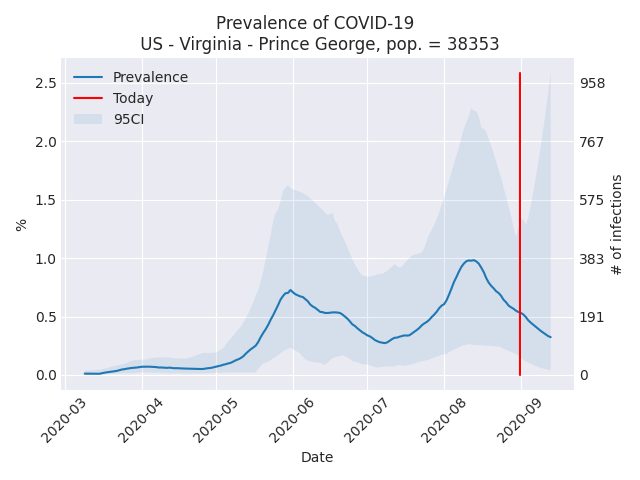 Prevalence of COVID-19
US - Virginia - Prince George, pop. = 38353
Prevalence
Today
95CI
2.5
2.0
1.5
1.0
0.5
0.0
%
958
767
575
383
191
0
# of infections
2020-03
2020-04
2020-05
2020-06
2020-07
2020-08
2020-09
Date